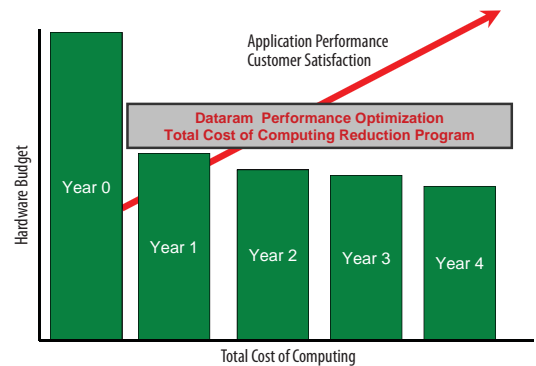 Application Performance
Customer Satisfaction
Dataram Performance Optimization
Total Cost of Computing Reduction Program
Hardware Budget
Year 0
Year 1
Year 2
Year 3
Year 4
Total Cost of Computing